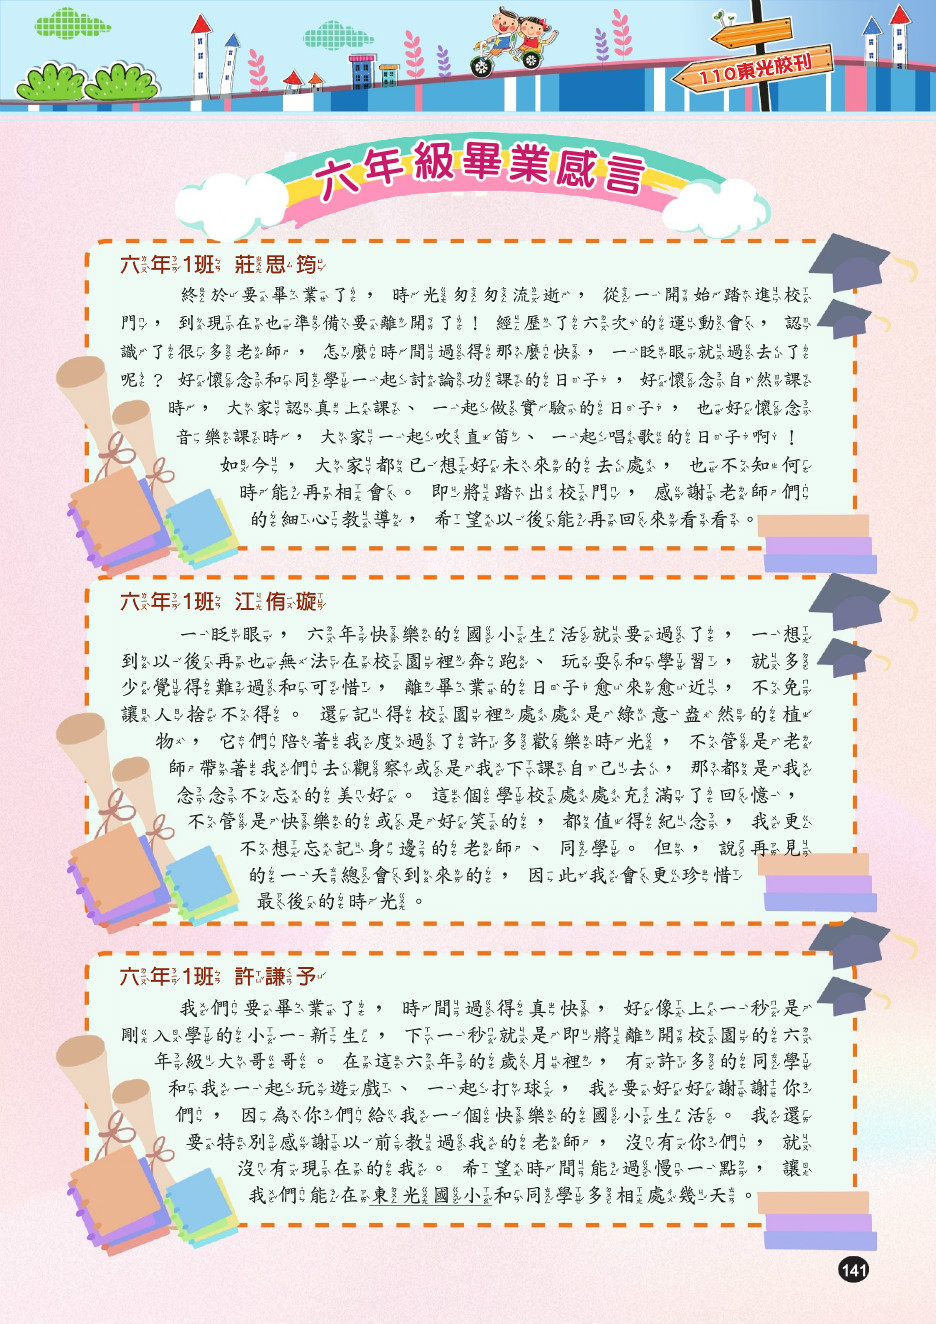 110東光校刊
六年級畢業感言
六年1班 莊思筠
終於要畢業了，時光匆匆流逝，從一開始踏進校
門，到現在也準備要離開了！經歷了六次的運動會，認
識了很多老師，怎麼時間過得那麼快，一眨眼就過去了
呢？好懷念和同學一起討論功課的日子，好懷念自然課
時，大家認真上課、一起做實驗的日子，也好懷念
音樂課時，大家一起吹直笛、一起唱歌的日子啊！
如今，大家都已想好未來的去處，也不知何
時能再相會。即將踏出校門，感謝老師們
的細心教導，希望以後能再回來看看。
六年1班 江侑璇
一眨眼，六年快樂的國小生活就要過了，一想
到以後再也無法在校園裡奔跑、玩耍和學習，就多
少覺得難過和可惜，離畢業的日子愈來愈近，不免
讓人捨不得。還記得校園裡處處是綠意盎然的植
物，它們陪著我度過了許多歡樂時光，不管是老
師帶著我們去觀察或是我下課自己去，那都是我
念念不忘的美好。這個學校處處充滿了回憶，
不管是快樂的或是好笑的，都值得紀念，我更
不想忘記身邊的老師、同學。但，說再見
的一天總會到來的，因此我會更珍惜
最後的時光。
六年1班 許謙予
我們要畢業了，時間過得真快，好像上一秒是
剛入學的小一新生，下一秒就是即將離開校園的六
年級大哥哥。在這六年的歲月裡，有許多的同學
和我一起玩遊戲、一起打球，我要好好謝謝你
們，因為你們給我一個快樂的國小生活。我還
要特別感謝以前教過我的老師，沒有你們，就
沒有現在的我。希望時間能過慢一點，讓
我們能在東光國小和同學多相處幾天。
141